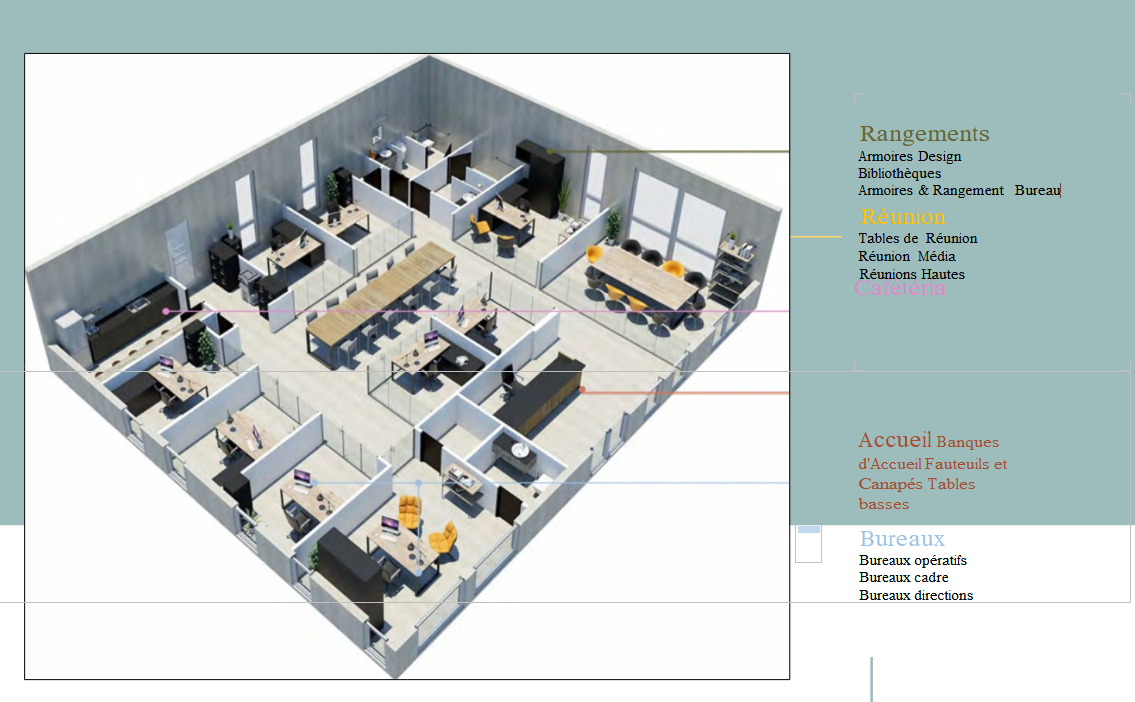 Rangements
Armoires Design
Bibliothèques
Armoires & Rangement Bureau
Réunion
Tables de Réunion
Réunion Média
Réunions Hautes
Cafétéria
Accueil Banques
d'Accueil Fauteuils et
Canapés Tables
basses
Bureaux
Bureaux opératifs
Bureaux cadre
Bureaux directions